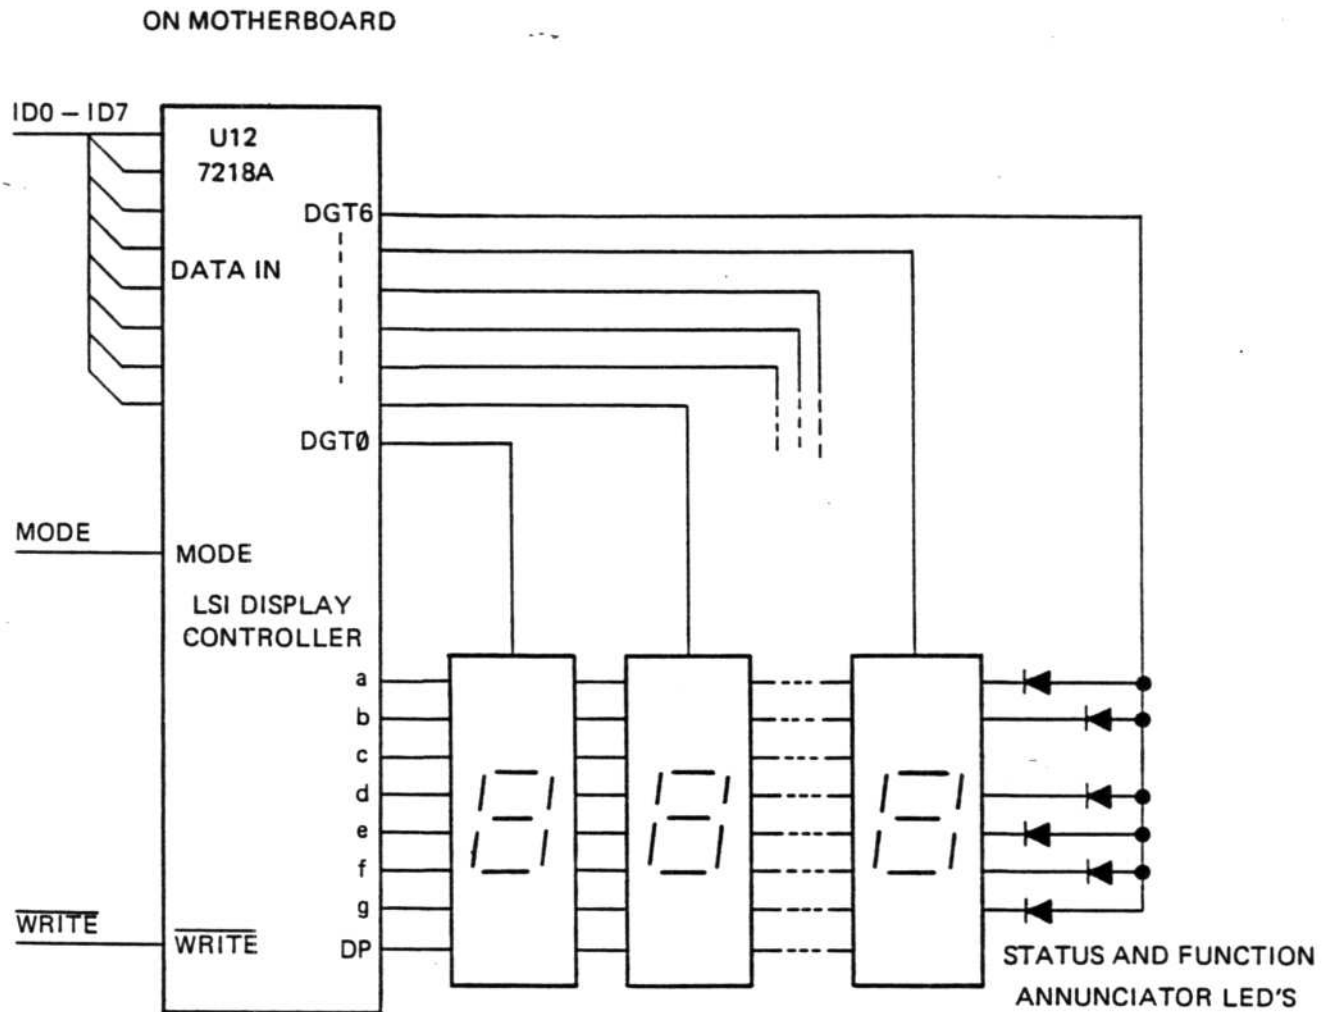 ON MOTHERBOARD
ID0 – ID7
U12
7218A
DGT6
DATA IN
DGT0
MODE
MODE
LSI DISPLAY
CONTROLLER
a
b
c
d
e
f
g
DP
WRITE
WRITE
STATUS AND FUNCTION
ANNUNCIATOR LED'S